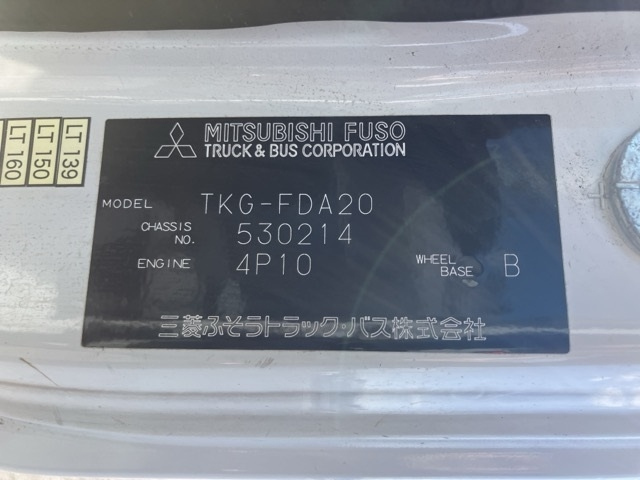 MITSUBISHI FUSO
TRUCK & BUS CORPORATION
MODEL TKG-FDA20
CHASSIS NO. 530214
ENGINE 4P10 WHEEL BASE B
三菱ふそうトラック・バス株式会社
LT 139
LT 150
LT 160